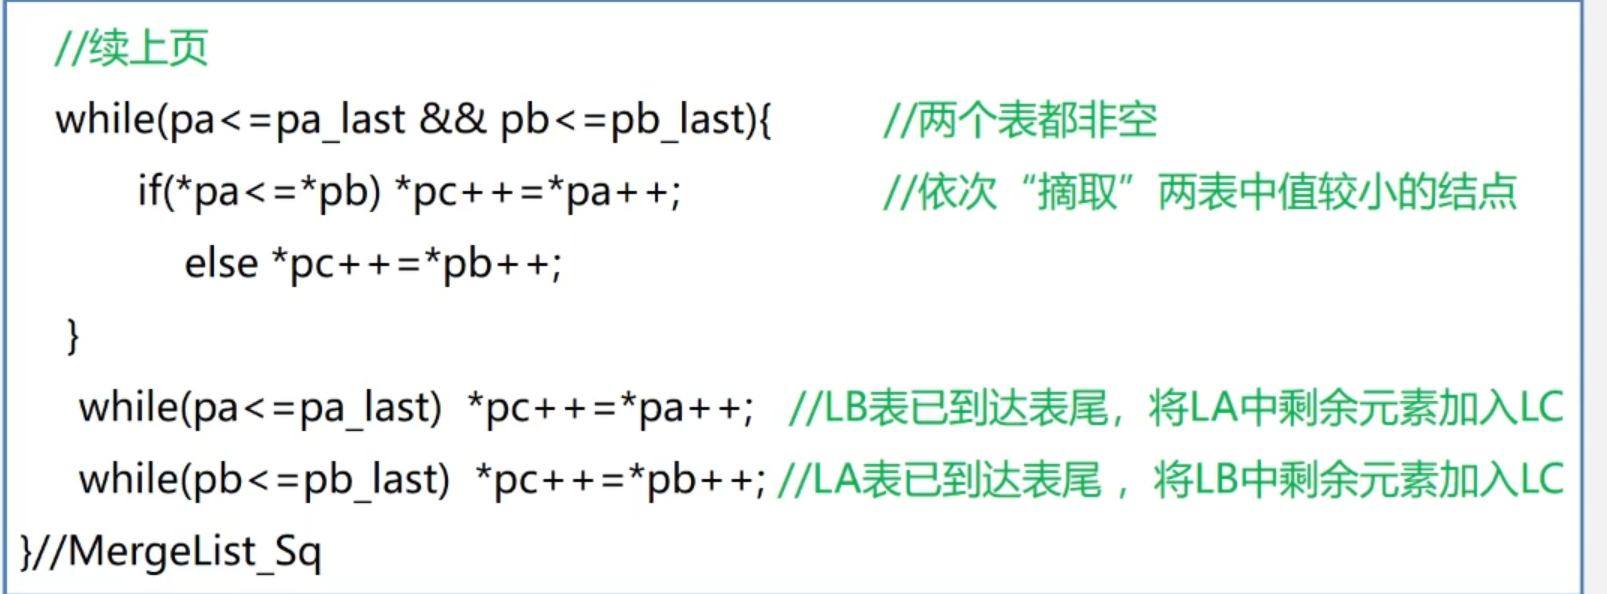 //续上页
while(pa<=pa_last && pb<=pb_last){ //两个表都非空
if(*pa<=*pb) *pc++=*pa++; //依次“摘取”两表中值较小的结点
else *pc++=*pb++;
}
while(pa<=pa_last) *pc++=*pa++; //LB表已到达表尾，将LA中剩余元素加入LC
while(pb<=pb_last) *pc++=*pb++; //LA表已到达表尾，将LB中剩余元素加入LC
}//MergeList_Sq